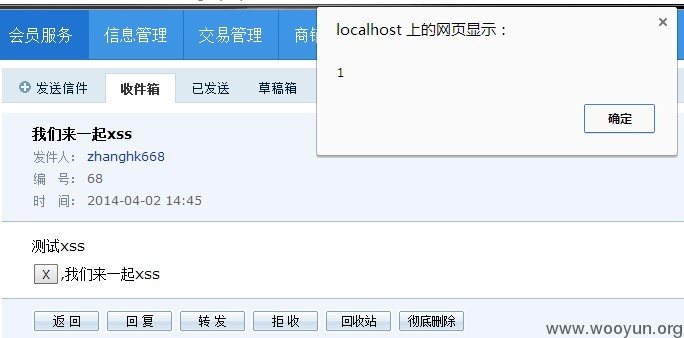 会员服务 信息管理 交易管理 商铺
localhost 上的网页显示：
1
确定
发送信件 收件箱 已发送 草稿箱
我们来一起xss
发件人： zhanghk668
编 号： 68
时 间： 2014-04-02 14:45
测试xss
X ,我们来一起xss
返 回 回 复 转 发 拒 收 回收站 彻底删除
www.wooyun.org